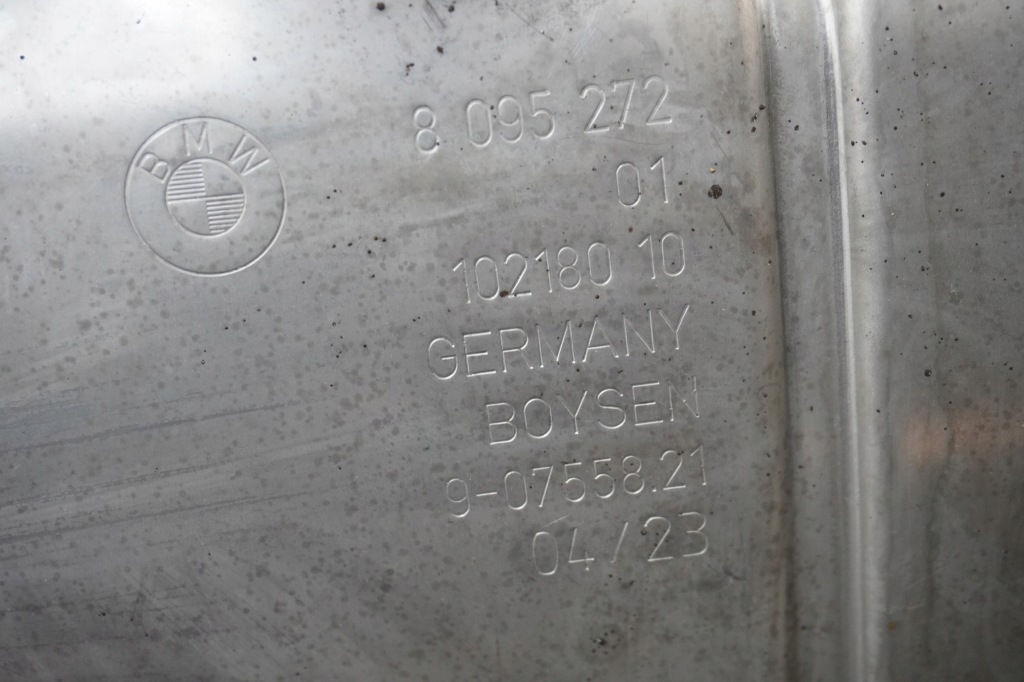 BMW
8 095 272
01
102180 10
GERMANY
BOYSEN
9-07558.21
04/23